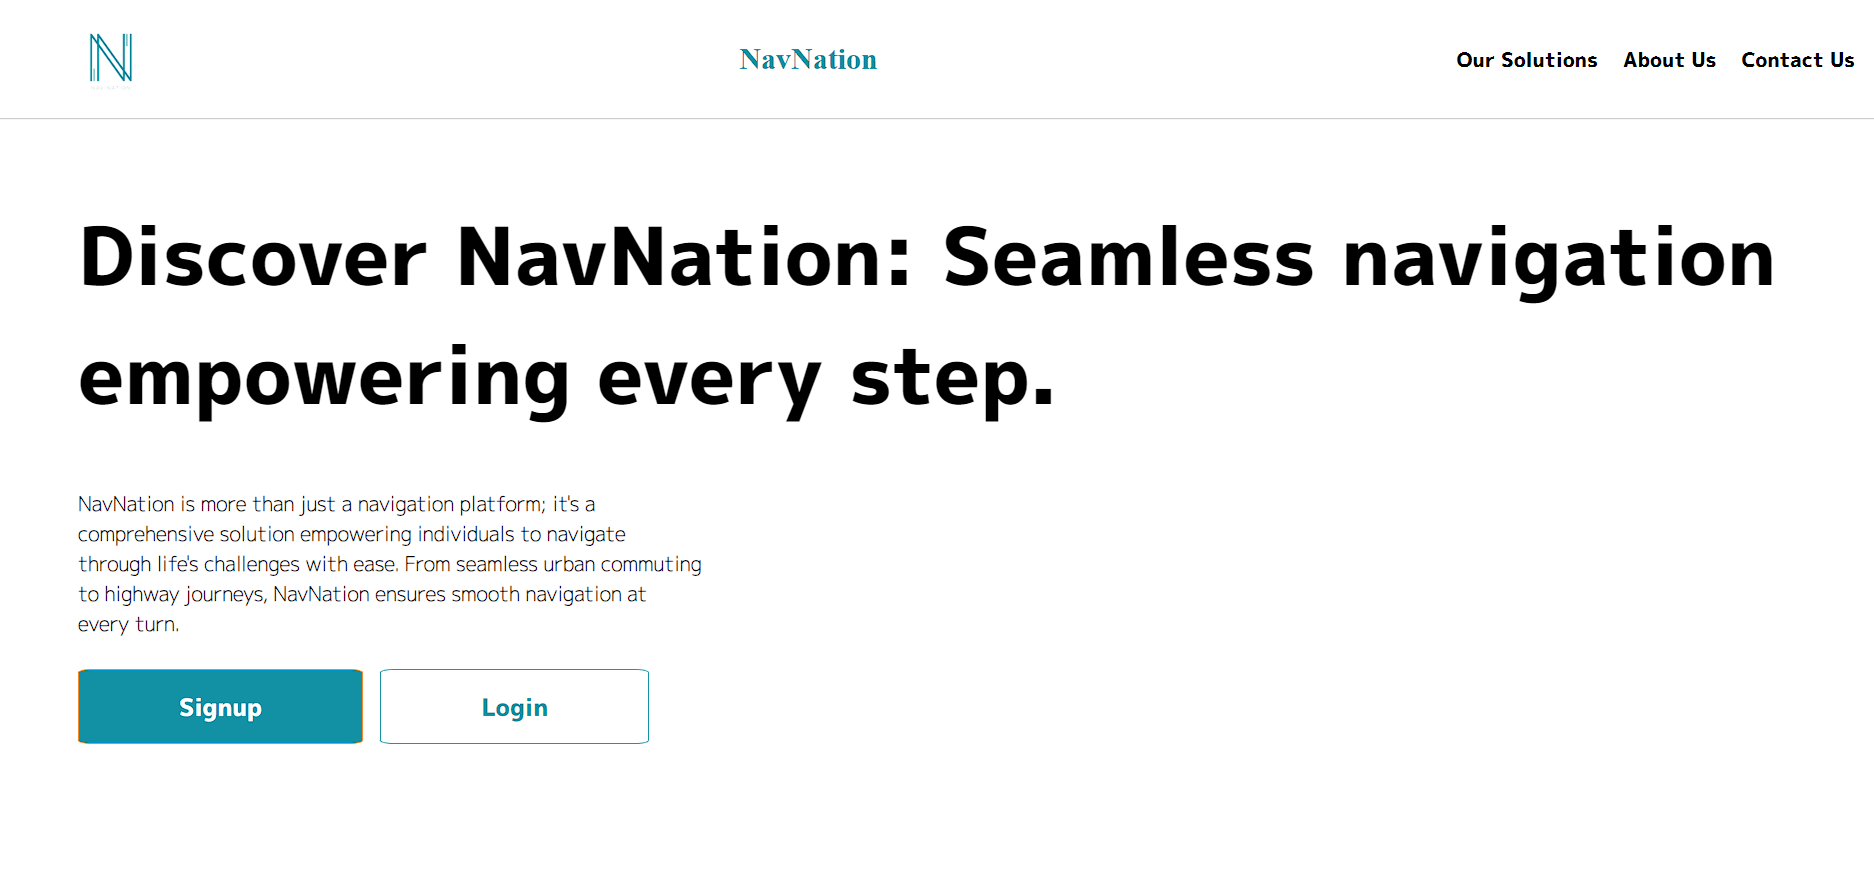 N
NAV NATION
NavNation
Our Solutions About Us Contact Us
Discover NavNation: Seamless navigation
empowering every step.
NavNation is more than just a navigation platform; it's a
comprehensive solution empowering individuals to navigate
through life's challenges with ease. From seamless urban commuting
to highway journeys, NavNation ensures smooth navigation at
every turn.
Signup Login